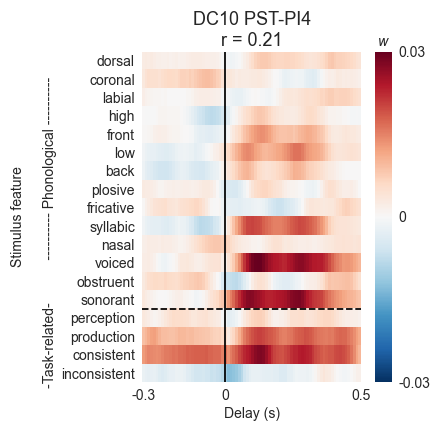 DC10 PST-PI4
r = 0.21
w
Stimulus feature
---------- Phonological ----------
-Task-related-
dorsal
coronal
labial
high
front
low
back
plosive
fricative
syllabic
nasal
voiced
obstruent
sonorant
perception
production
consistent
inconsistent
0.03
0
-0.03
-0.3
0
0.5
Delay (s)